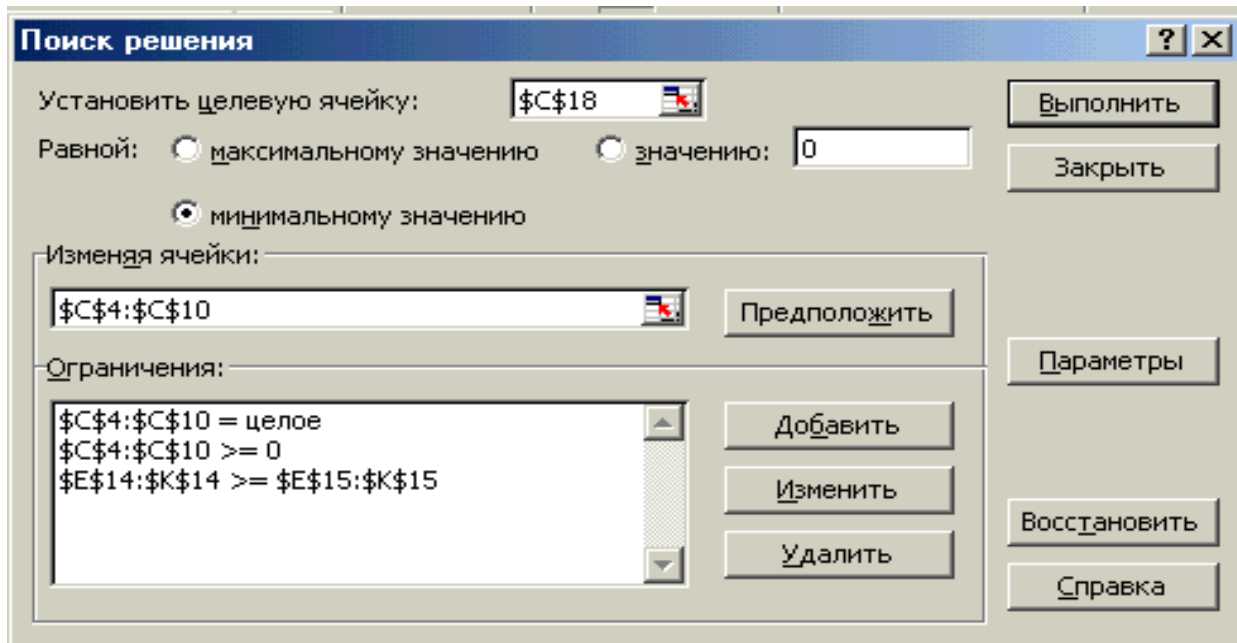 Поиск решения
Установить целевую ячейку: $C$18
Выполнить
Равной: максимальному значению значению: 0
Закрыть
минимальному значению
Изменяя ячейки:
$C$4:$C$10
Предположить
Ограничения:
Параметры
$C$4:$C$10 = целое
$C$4:$C$10 >= 0
$E$14:$K$14 >= $E$15:$K$15
Добавить
Изменить
Удалить
Восстановить
Справка